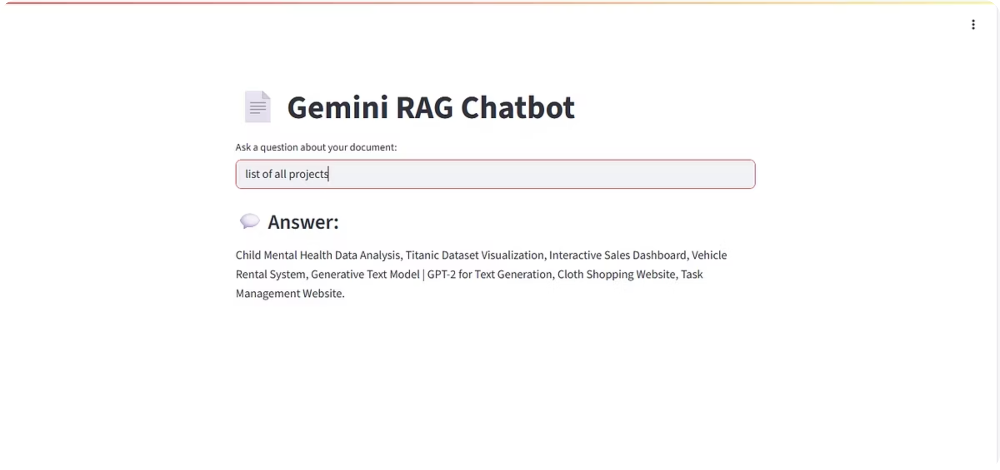 Gemini RAG Chatbot
Ask a question about your document:
list of all projects
Answer:
Child Mental Health Data Analysis, Titanic Dataset Visualization, Interactive Sales Dashboard, Vehicle
Rental System, Generative Text Model | GPT-2 for Text Generation, Cloth Shopping Website, Task
Management Website.